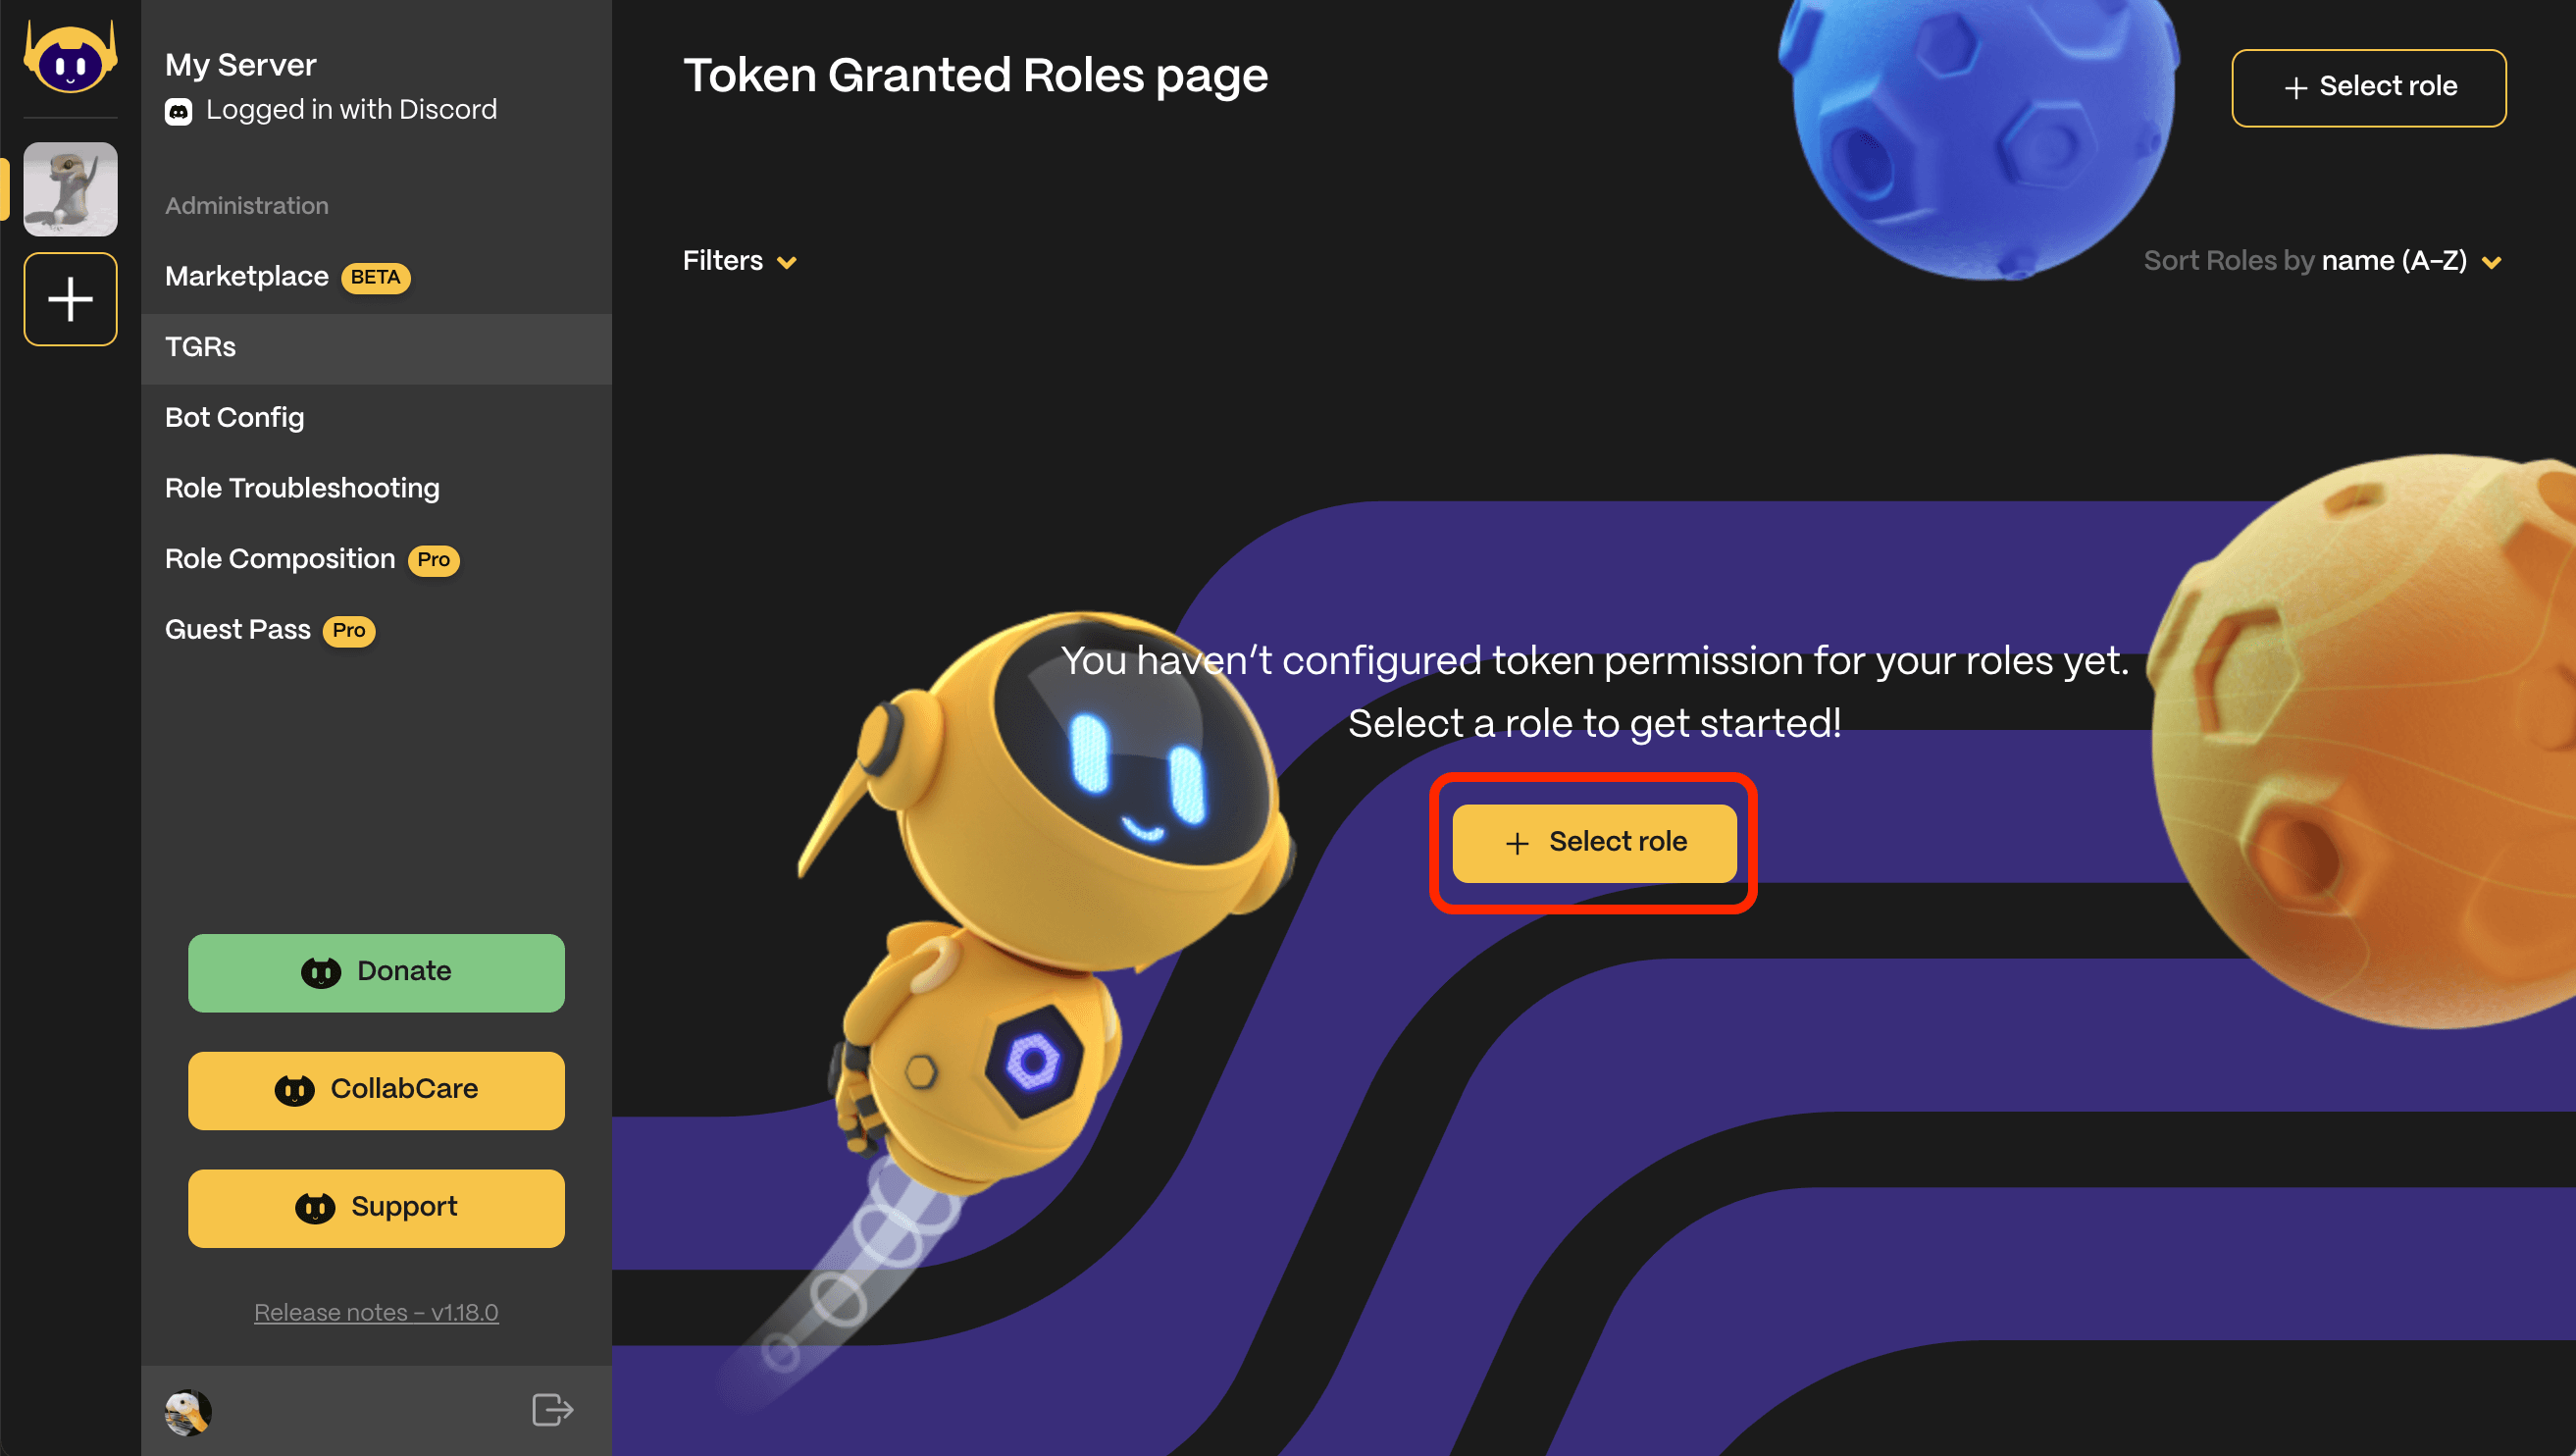 My Server
Logged in with Discord
Administration
Marketplace BETA
TGRs
Bot Config
Role Troubleshooting
Role Composition Pro
Guest Pass Pro
Donate
CollabCare
Support
Release notes – v1.18.0
Token Granted Roles page
+ Select role
Filters
Sort Roles by name (A–Z)
You haven’t configured token permission for your roles yet.
Select a role to get started!
+ Select role